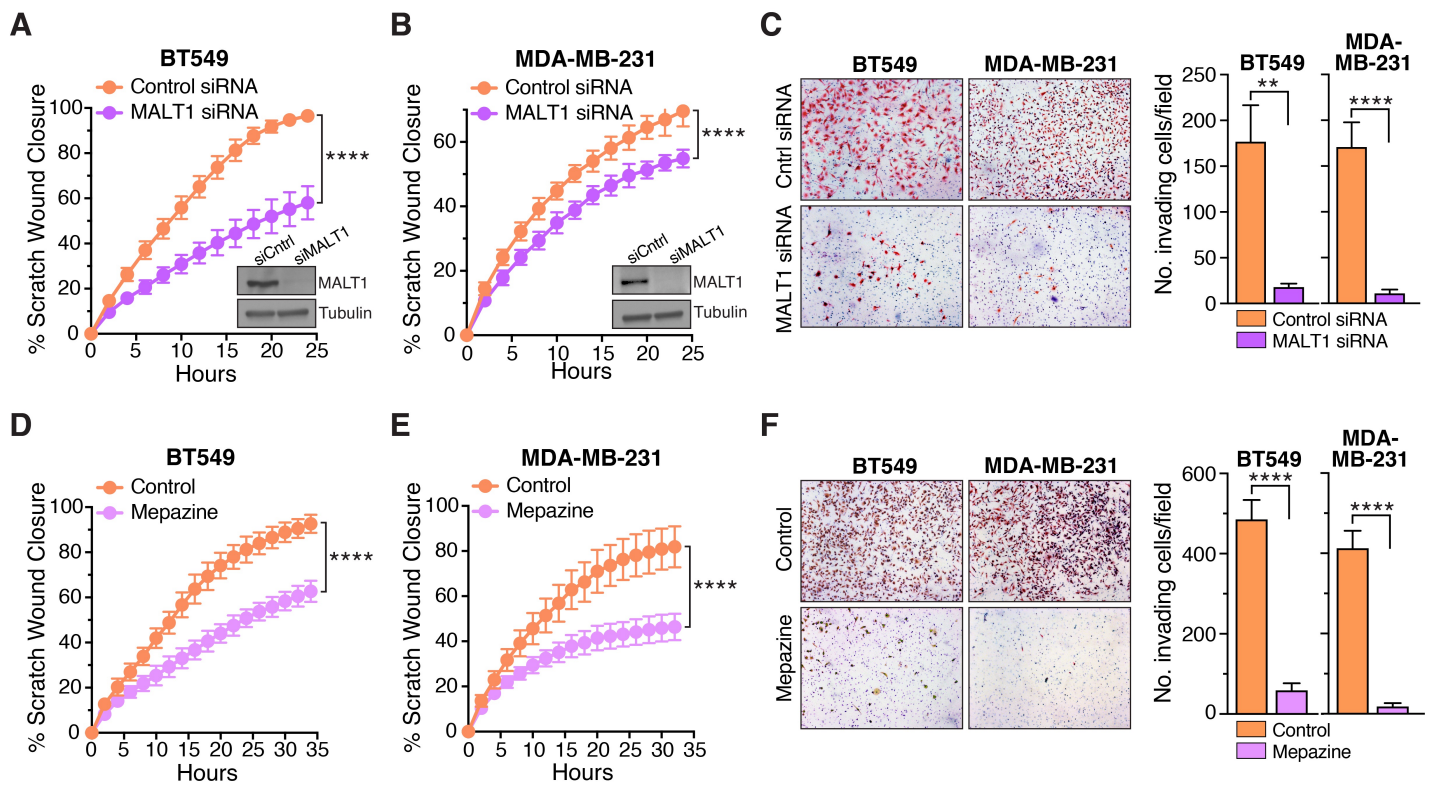 A
BT549
Control siRNA
MALT1 siRNA
% Scratch Wound Closure
100
80
60
40
20
0
0 5 10 15 20 25
Hours
****
siCntrl
siMALT1
MALT1
Tubulin
B
MDA-MB-231
Control siRNA
MALT1 siRNA
% Scratch Wound Closure
60
40
20
0
0 5 10 15 20 25
Hours
****
siCntrl
siMALT1
MALT1
Tubulin
C
BT549
MDA-MB-231
Cntrl siRNA
MALT1 siRNA
No. invading cells/field
250
200
150
100
50
0
BT549
**
MDA-
MB-231
****
Control siRNA
MALT1 siRNA
D
BT549
Control
Mepazine
% Scratch Wound Closure
100
80
60
40
20
0
0 5 10 15 20 25 30 35
Hours
****
E
MDA-MB-231
Control
Mepazine
% Scratch Wound Closure
100
80
60
40
20
0
0 5 10 15 20 25 30 35
Hours
****
F
BT549
MDA-MB-231
Control
Mepazine
No. invading cells/field
600
400
200
0
BT549
****
MDA-
MB-231
****
Control
Mepazine